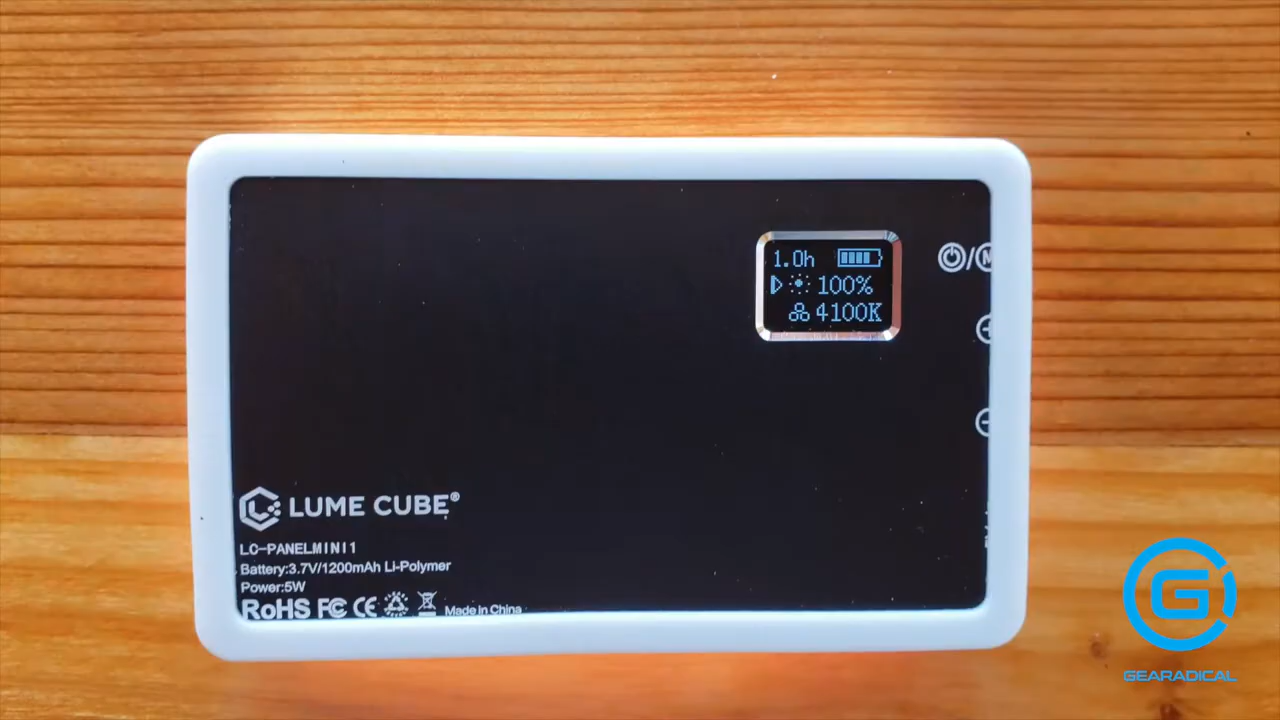 1.0h
100%
4100K
LUME CUBE®
LC-PANELMINI1
Battery:3.7V/1200mAh Li-Polymer
Power:5W
RoHS FC CE Made in China
GEARADICAL